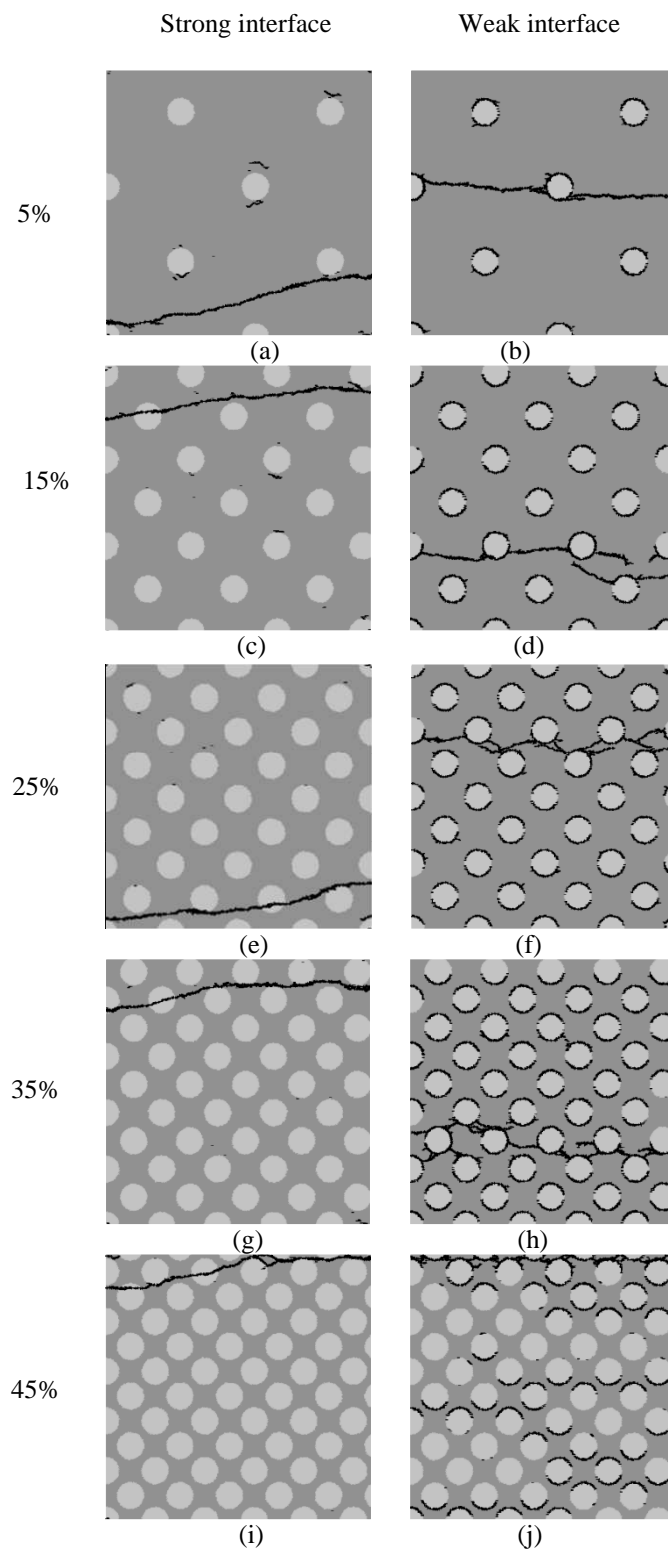 Strong interface Weak interface
5%
(a) (b)
15%
(c) (d)
25%
(e) (f)
35%
(g) (h)
45%
(i) (j)